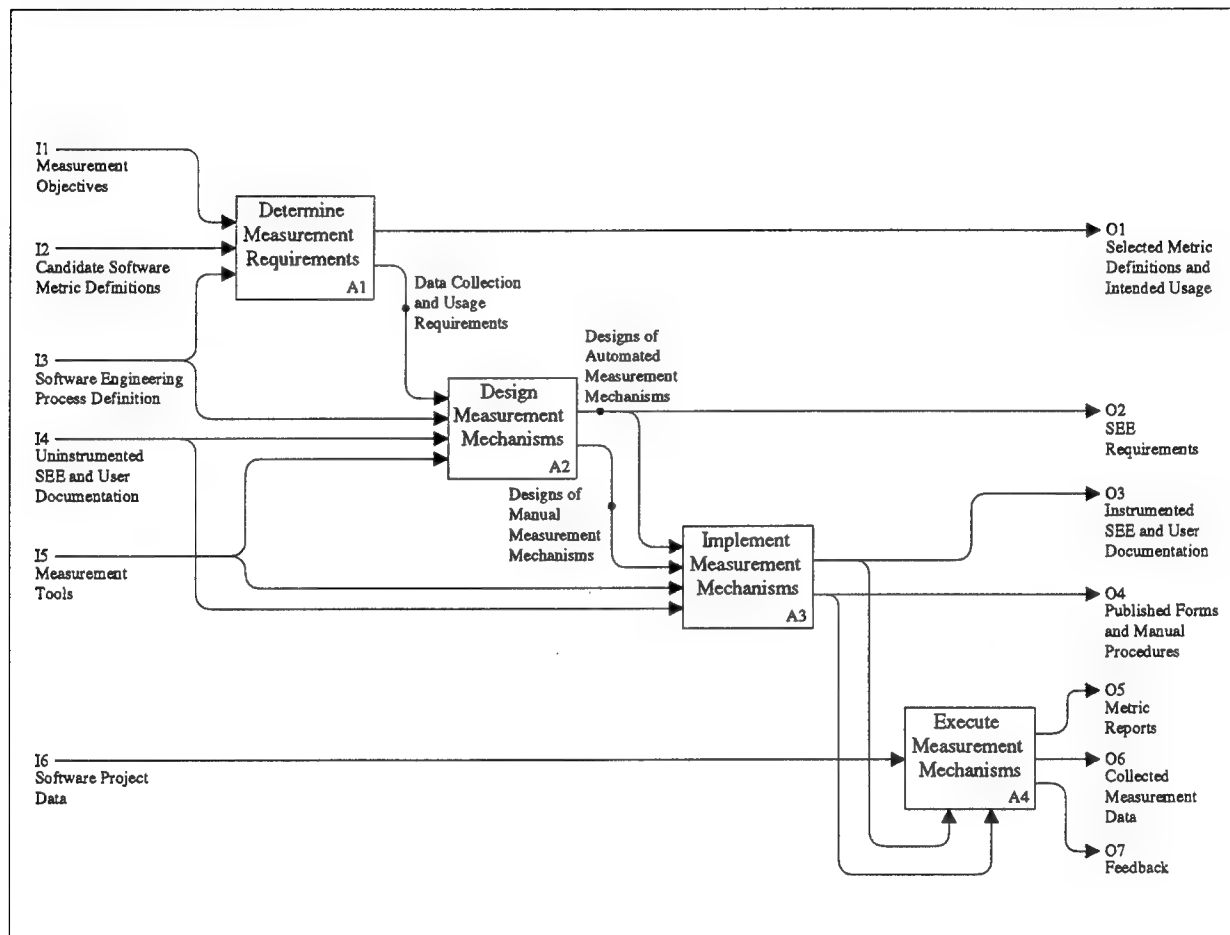 I1
Measurement
Objectives
I2
Candidate Software
Metric Definitions
I3
Software Engineering
Process Definition
I4
Uninstrumented
SEE and User
Documentation
I5
Measurement
Tools
I6
Software Project
Data
Determine
Measurement
Requirements
A1
Data Collection
and Usage
Requirements
Design
Measurement
Mechanisms
A2
Designs of
Automated
Measurement
Mechanisms
Designs of
Manual
Measurement
Mechanisms
Implement
Measurement
Mechanisms
A3
Execute
Measurement
Mechanisms
A4
O1
Selected Metric
Definitions and
Intended Usage
O2
SEE
Requirements
O3
Instrumented
SEE and User
Documentation
O4
Published Forms
and Manual
Procedures
O5
Metric
Reports
O6
Collected
Measurement
Data
O7
Feedback